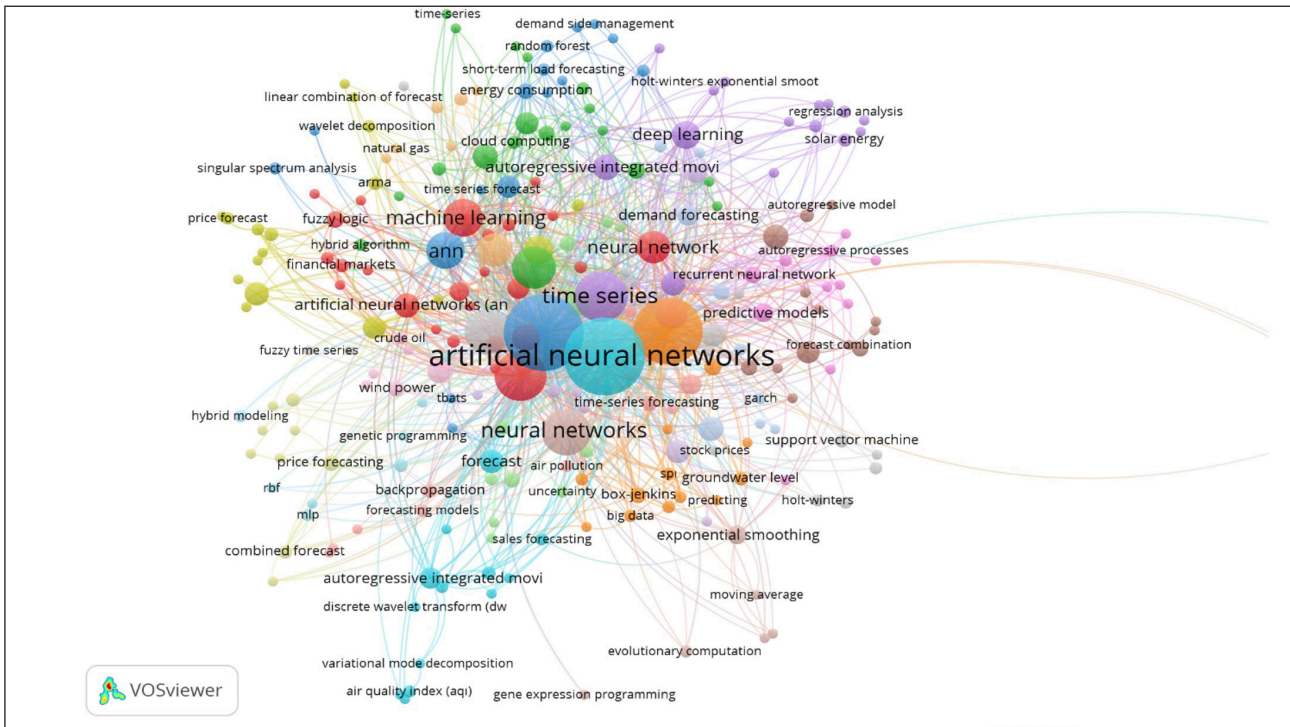 time-series
demand side management
random forest
short-term load forecasting
holt-winters exponential smoot
energy consumption
linear combination of forecast
regression analysis
wavelet decomposition
deep learning
solar energy
cloud computing
natural gas
singular spectrum analysis
autoregressive integrated movi
arma
time series forecast
autoregressive model
price forecast
fuzzy logic
machine learning
demand forecasting
hybrid algorithm
ann
neural network
autoregressive processes
financial markets
recurrent neural network
time series
artificial neural networks (an
predictive models
crude oil
forecast combination
fuzzy time series
artificial neural networks
wind power
tbats
time-series forecasting
garch
hybrid modeling
genetic programming
neural networks
support vector machine
stock prices
price forecasting
forecast
air pollution
groundwater level
rbf
backpropagation
uncertainty
box-jenkins
predicting
holt-winters
mlp
forecasting models
big data
sales forecasting
exponential smoothing
combined forecast
autoregressive integrated movi
moving average
discrete wavelet transform (dw
evolutionary computation
variational mode decomposition
air quality index (aqı)
gene expression programming
VOSviewer